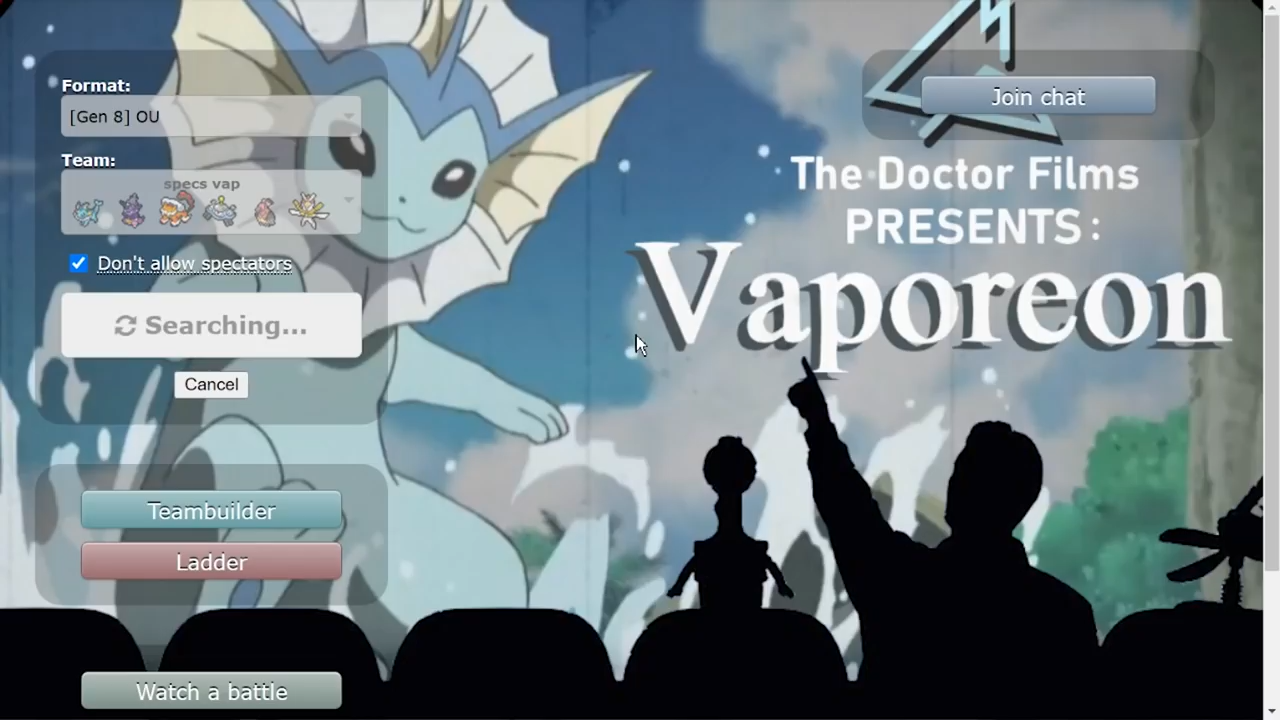 Format:
[Gen 8] OU
Team:
specs vap
Don't allow spectators
Searching...
Cancel
Teambuilder
Ladder
Watch a battle
Join chat
The Doctor Films
PRESENTS:
Vaporeon